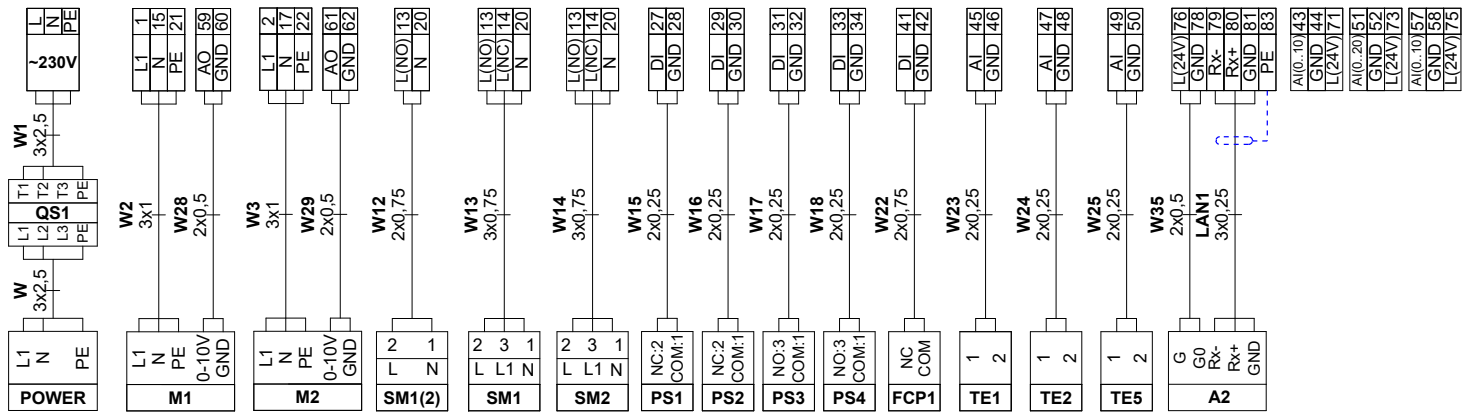 L N PE
~230V
W1 3x2,5
T1 T2 T3 PE
QS1
L1 L2 L3 PE
W 3x2,5
L1 N PE
POWER
L1 1
N 15
PE 21
AO 59
GND 60
W2 3x1
W28 2x0,5
L1 N PE 0-10V GND
M1
L1 2
N 17
PE 22
AO 61
GND 62
W3 3x1
W29 2x0,5
L1 N PE 0-10V GND
M2
L(NO) 13
N 20
W12 2x0,75
2 1
L N
SM1(2)
L(NO) 13
L(NC) 14
N 20
W13 3x0,75
2 3 1
L L1 N
SM1
L(NO) 13
L(NC) 14
N 20
W14 3x0,75
2 3 1
L L1 N
SM2
DI 27
GND 28
W15 2x0,25
NC:2 COM:1
PS1
DI 29
GND 30
W16 2x0,25
NC:2 COM:1
PS2
DI 31
GND 32
W17 2x0,25
NO:3 COM:1
PS3
DI 33
GND 34
W18 2x0,25
NO:3 COM:1
PS4
DI 41
GND 42
W22 2x0,75
NC COM
FCP1
AI 45
GND 46
W23 2x0,25
1 2
TE1
AI 47
GND 48
W24 2x0,25
1 2
TE2
AI 49
GND 50
W25 2x0,25
1 2
TE5
L(24V) 76
GND 78
Rx- 79
Rx+ 80
GND 81
PE 83
W35 2x0,5
LAN1 3x0,25
G G0 Rx- Rx+ GND
A2
AI(0...10) 43
GND 44
L(24V) 71
AI(0...20) 51
GND 52
L(24V) 73
AI(0...10) 57
GND 58
L(24V) 75